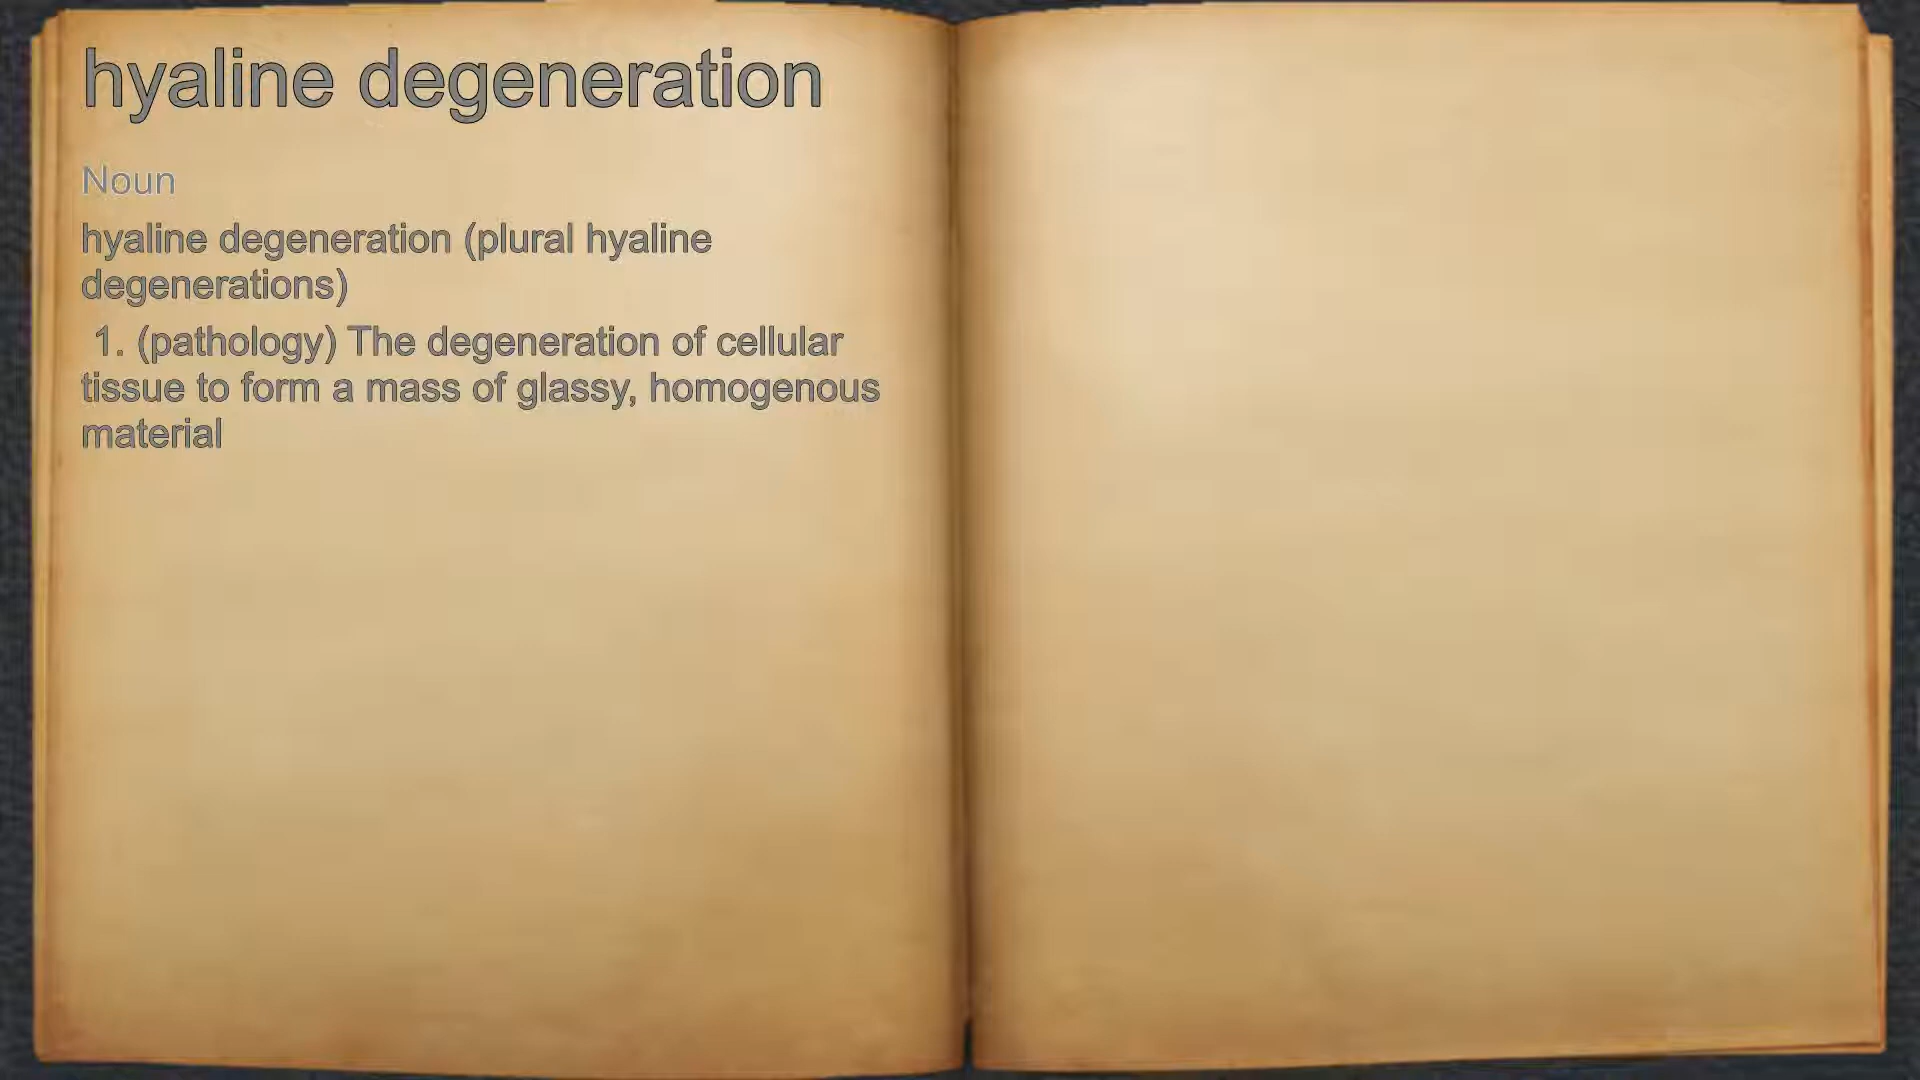 hyaline degeneration
Noun
hyaline degeneration (plural hyaline
degenerations)
1. (pathology) The degeneration of cellular
tissue to form a mass of glassy, homogenous
material